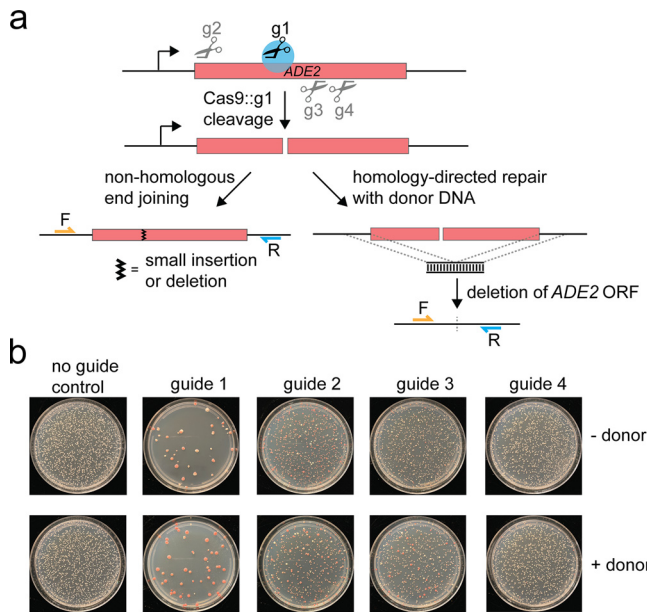 a
g2
g1
ADE2
Cas9::g1
cleavage
g3
g4
non-homologous
end joining
homology-directed repair
with donor DNA
F
R
= small insertion
or deletion
deletion of ADE2 ORF
F
R
b
no guide
control
guide 1
guide 2
guide 3
guide 4
- donor
+ donor